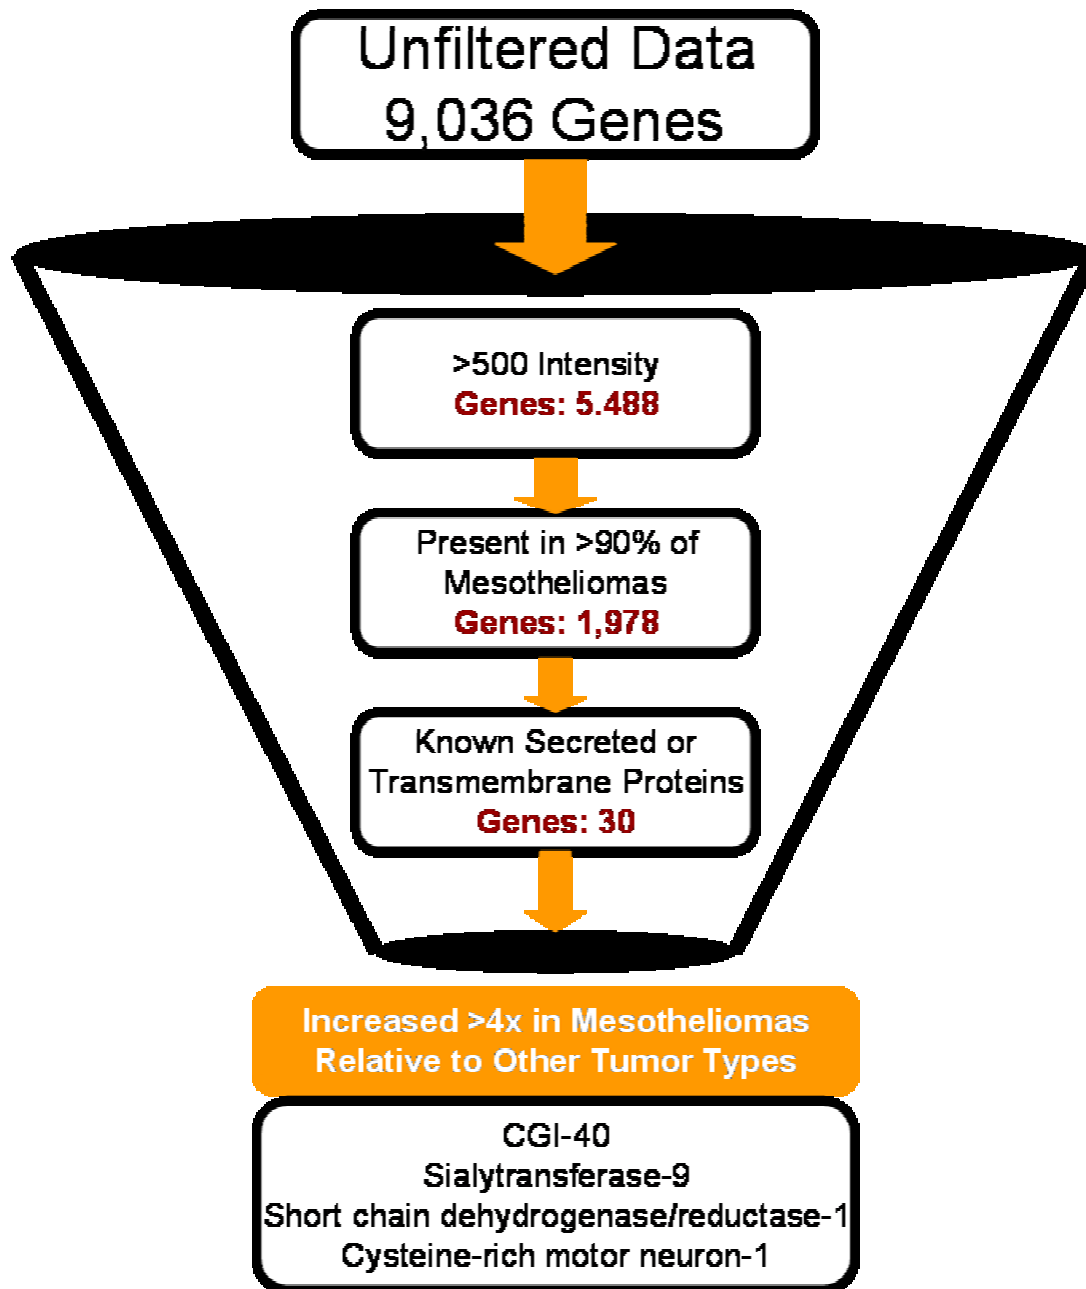 Unfiltered Data
9,036 Genes
>500 Intensity
Genes: 5.488
Present in >90% of
Mesotheliomas
Genes: 1,978
Known Secreted or
Transmembrane Proteins
Genes: 30
Increased >4x in Mesotheliomas
Relative to Other Tumor Types
CGI-40
Sialytransferase-9
Short chain dehydrogenase/reductase-1
Cysteine-rich motor neuron-1